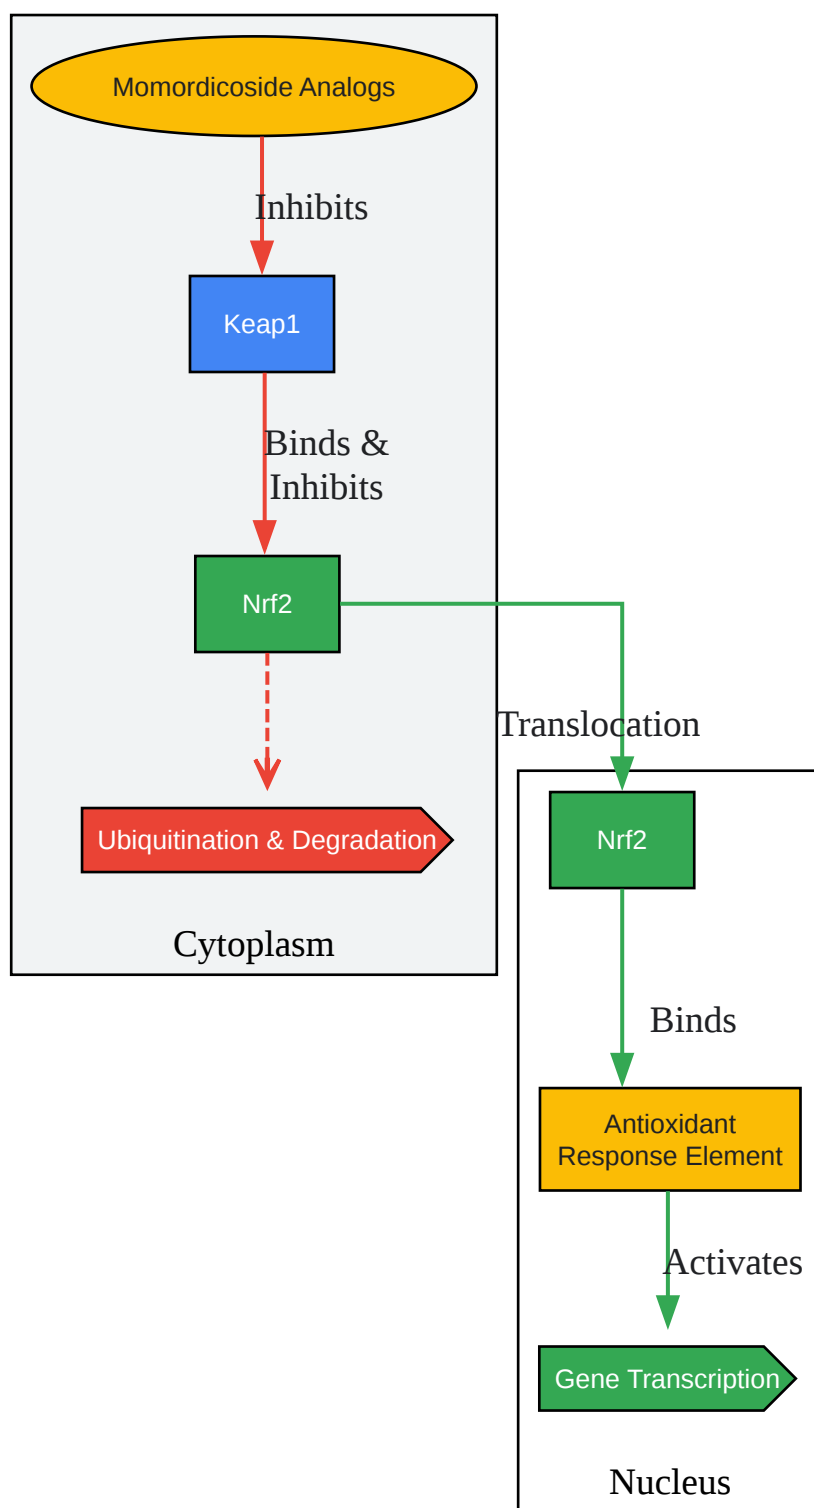 Momordicoside Analogs
Inhibits
Keap1
Binds &
Inhibits
Nrf2
Translocation
Ubiquitination & Degradation
Cytoplasm
Nrf2
Binds
Antioxidant
Response Element
Activates
Gene Transcription
Nucleus